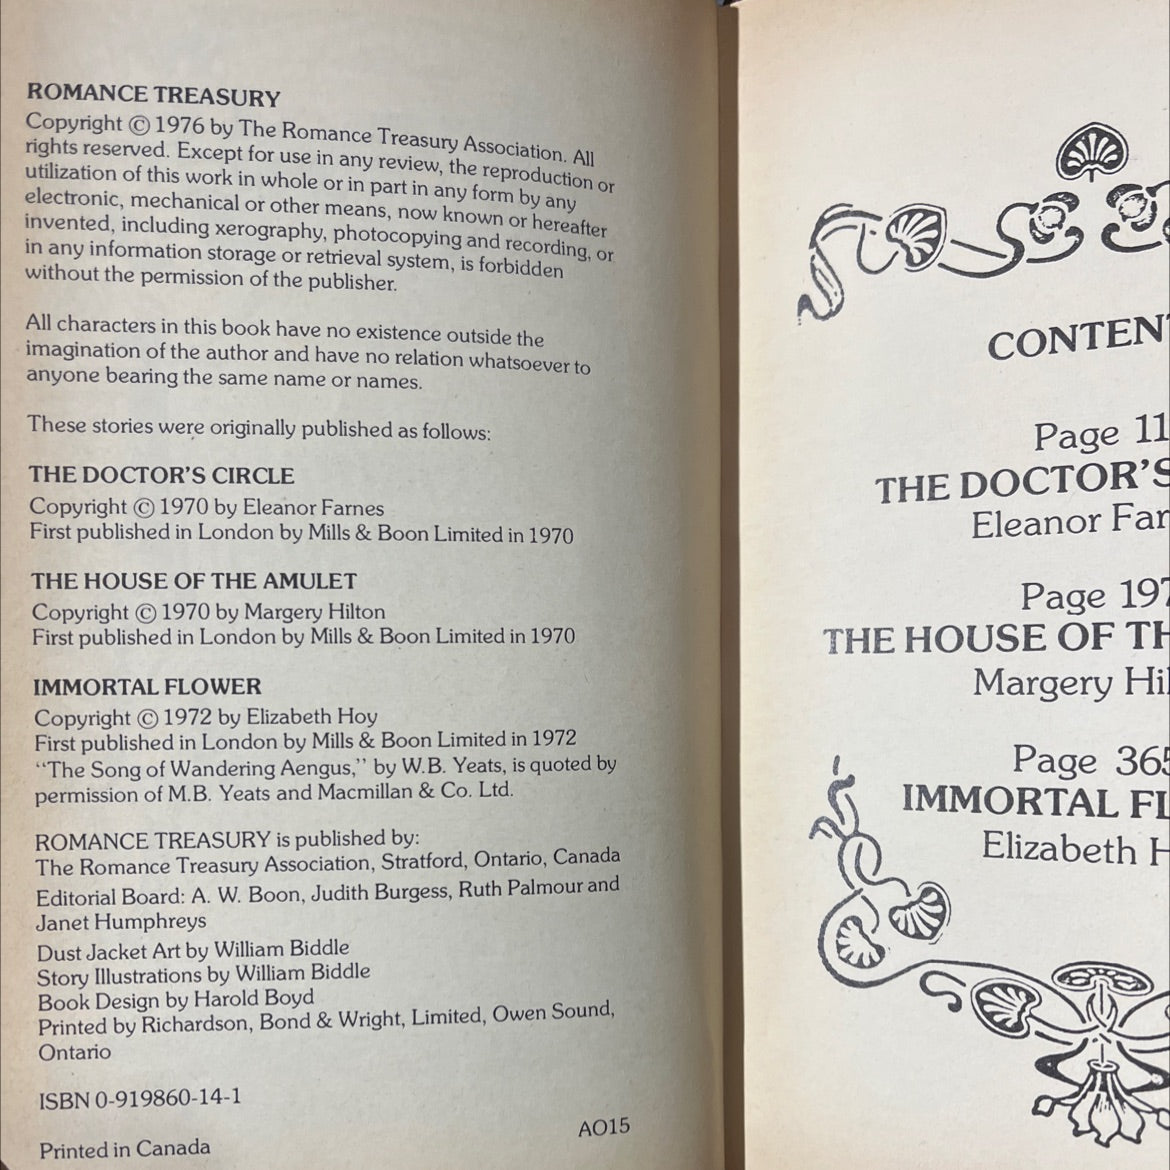 ROMANCE TREASURY
Copyright © 1976 by The Romance Treasury Association. All
rights reserved. Except for use in any review, the reproduction or
utilization of this work in whole or in part in any form by any
electronic, mechanical or other means, now known or hereafter
invented, including xerography, photocopying and recording, or
in any information storage or retrieval system, is forbidden
without the permission of the publisher.
All characters in this book have no existence outside the
imagination of the author and have no relation whatsoever to
anyone bearing the same name or names.
These stories were originally published as follows:
THE DOCTOR'S CIRCLE
Copyright © 1970 by Eleanor Farnes
First published in London by Mills & Boon Limited in 1970
THE HOUSE OF THE AMULET
Copyright © 1970 by Margery Hilton
First published in London by Mills & Boon Limited in 1970
IMMORTAL FLOWER
Copyright © 1972 by Elizabeth Hoy
First published in London by Mills & Boon Limited in 1972
"The Song of Wandering Aengus," by W.B. Yeats, is quoted by
permission of M.B. Yeats and Macmillan & Co. Ltd.
ROMANCE TREASURY is published by:
The Romance Treasury Association, Stratford, Ontario, Canada
Editorial Board: A. W. Boon, Judith Burgess, Ruth Palmour and
Janet Humphreys
Dust Jacket Art by William Biddle
Story Illustrations by William Biddle
Book Design by Harold Boyd
Printed by Richardson, Bond & Wright, Limited, Owen Sound,
Ontario
ISBN 0-919860-14-1
AO15
Printed in Canada
CONTENT
Page 11
THE DOCTOR'S
Eleanor Far
Page 197
THE HOUSE OF TH
Margery Hil
Page 365
IMMORTAL FL
Elizabeth H